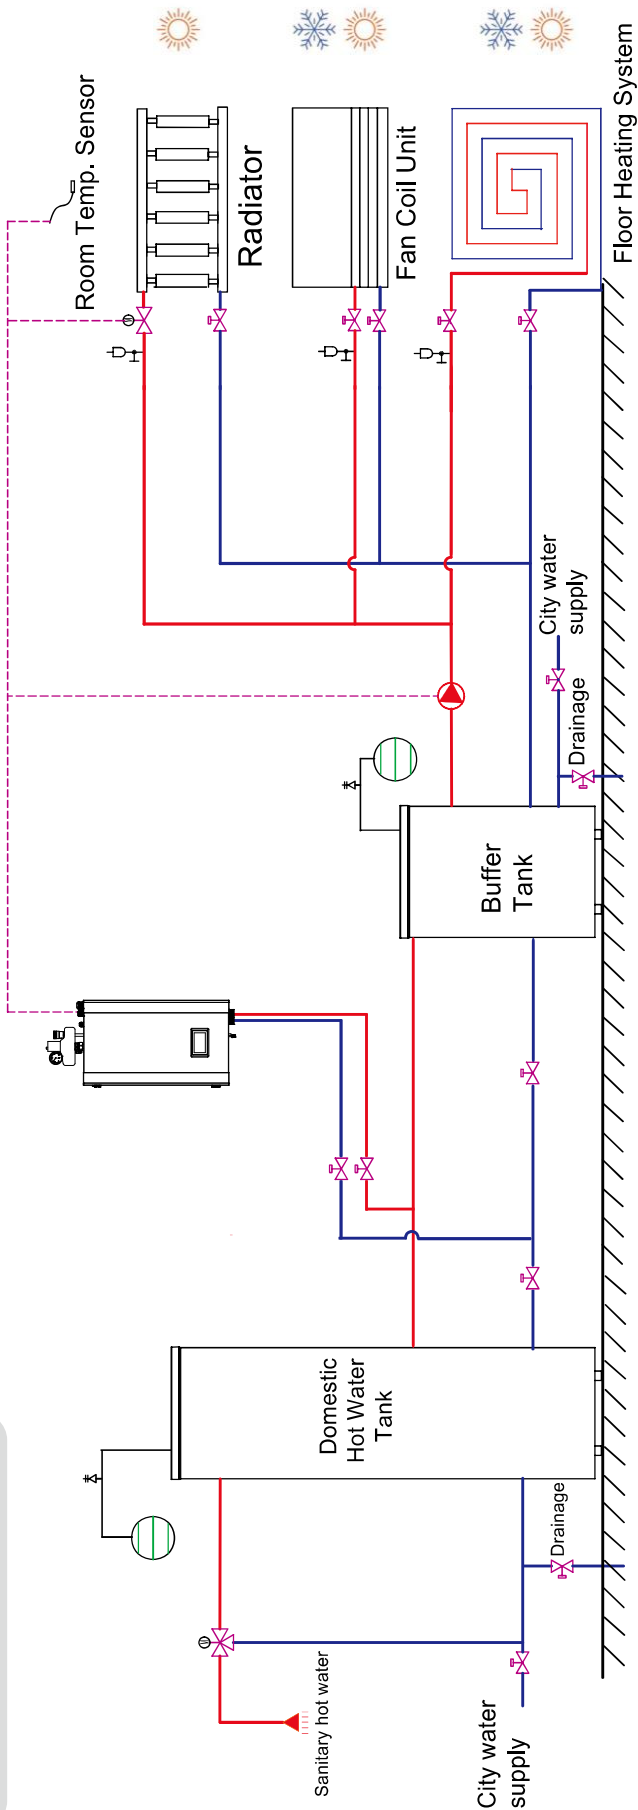 Room Temp. Sensor
Radiator
Fan Coil Unit
Floor Heating System
City water
supply
Drainage
Buffer
Tank
Domestic
Hot Water
Tank
Drainage
Sanitary hot water
City water
supply